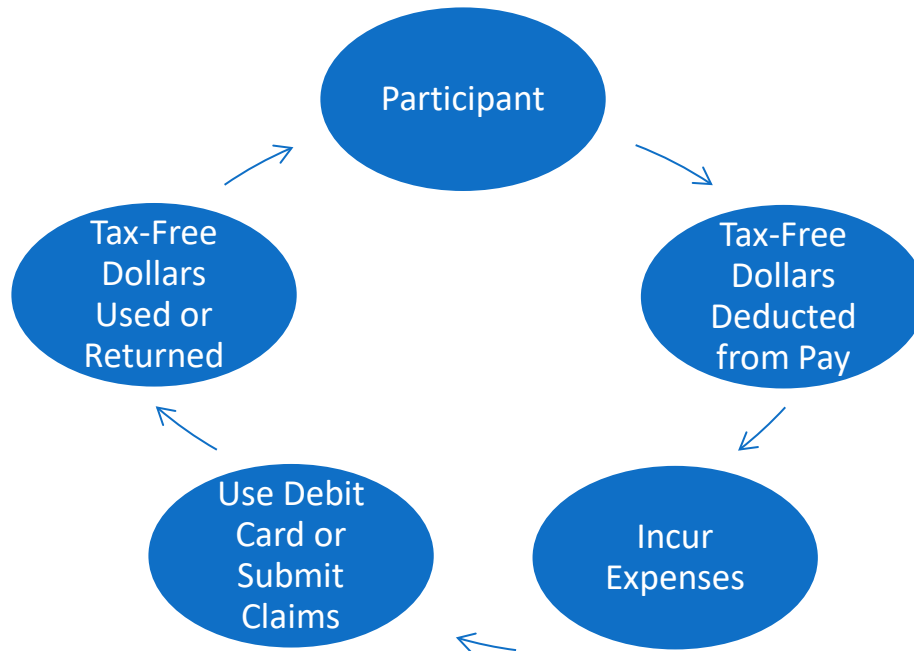 Participant
Tax-Free
Dollars
Deducted
from Pay
Incur
Expenses
Use Debit
Card or
Submit
Claims
Tax-Free
Dollars
Used or
Returned